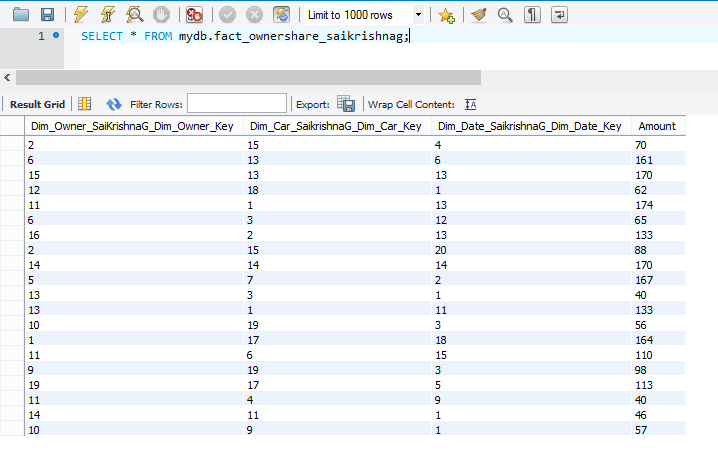 Limit to 1000 rows
1 SELECT * FROM mydb.fact_ownershare_saikrishnag;
Result Grid Filter Rows: Export: Wrap Cell Content:
Dim_Owner_SaiKrishnaG_Dim_Owner_Key Dim_Car_SaikrishnaG_Dim_Car_Key Dim_Date_SaikrishnaG_Dim_Date_Key Amount
2 15 4 70
6 13 6 161
15 13 13 170
12 18 1 62
11 1 13 174
6 3 12 65
16 2 13 133
2 15 20 88
14 14 14 170
5 7 2 167
13 3 1 40
13 1 11 133
10 19 3 56
1 17 18 164
11 6 15 110
9 19 3 98
19 17 5 113
11 4 9 40
14 11 1 46
10 9 1 57